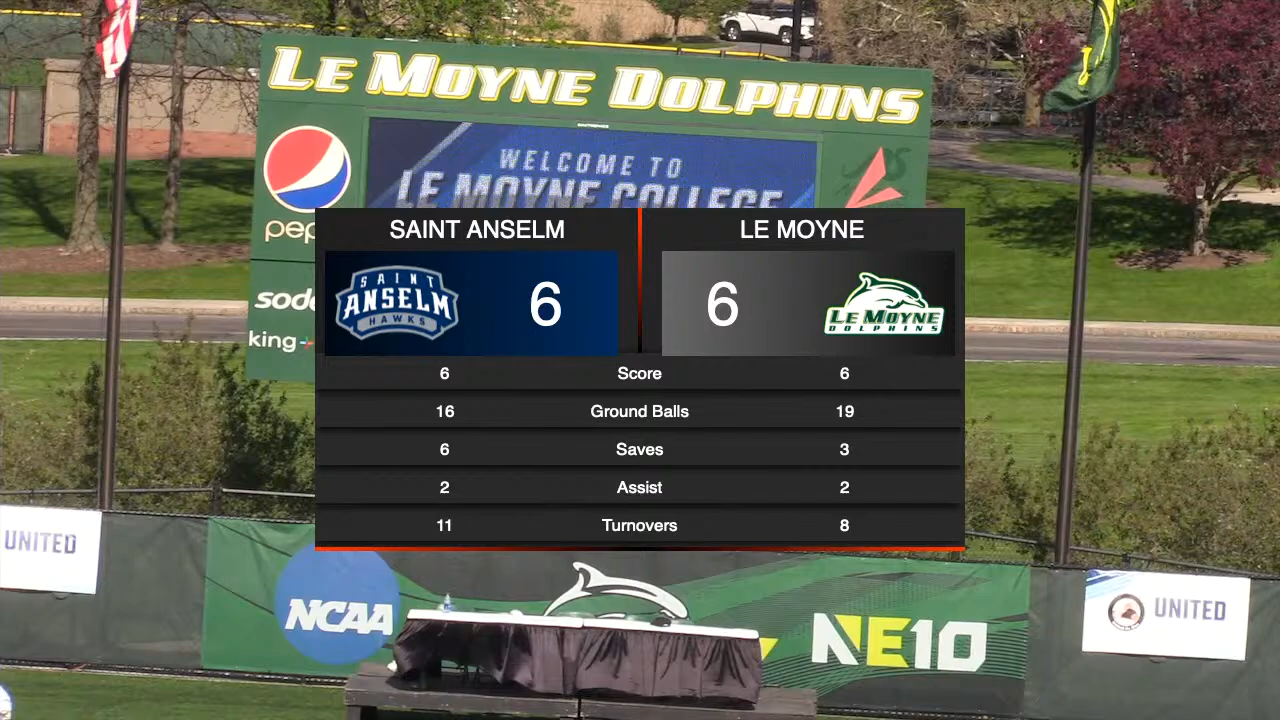 LE MOYNE DOLPHINS
WELCOME TO
LE MOYNE COLLEGE
pep
sode
king
SAINT ANSELM
LE MOYNE
SAINT
ANSELM
HAWKS
6
6
LE MOYNE
DOLPHINS
6 Score 6
16 Ground Balls 19
6 Saves 3
2 Assist 2
11 Turnovers 8
UNITED
NCAA
NE10
UNITED